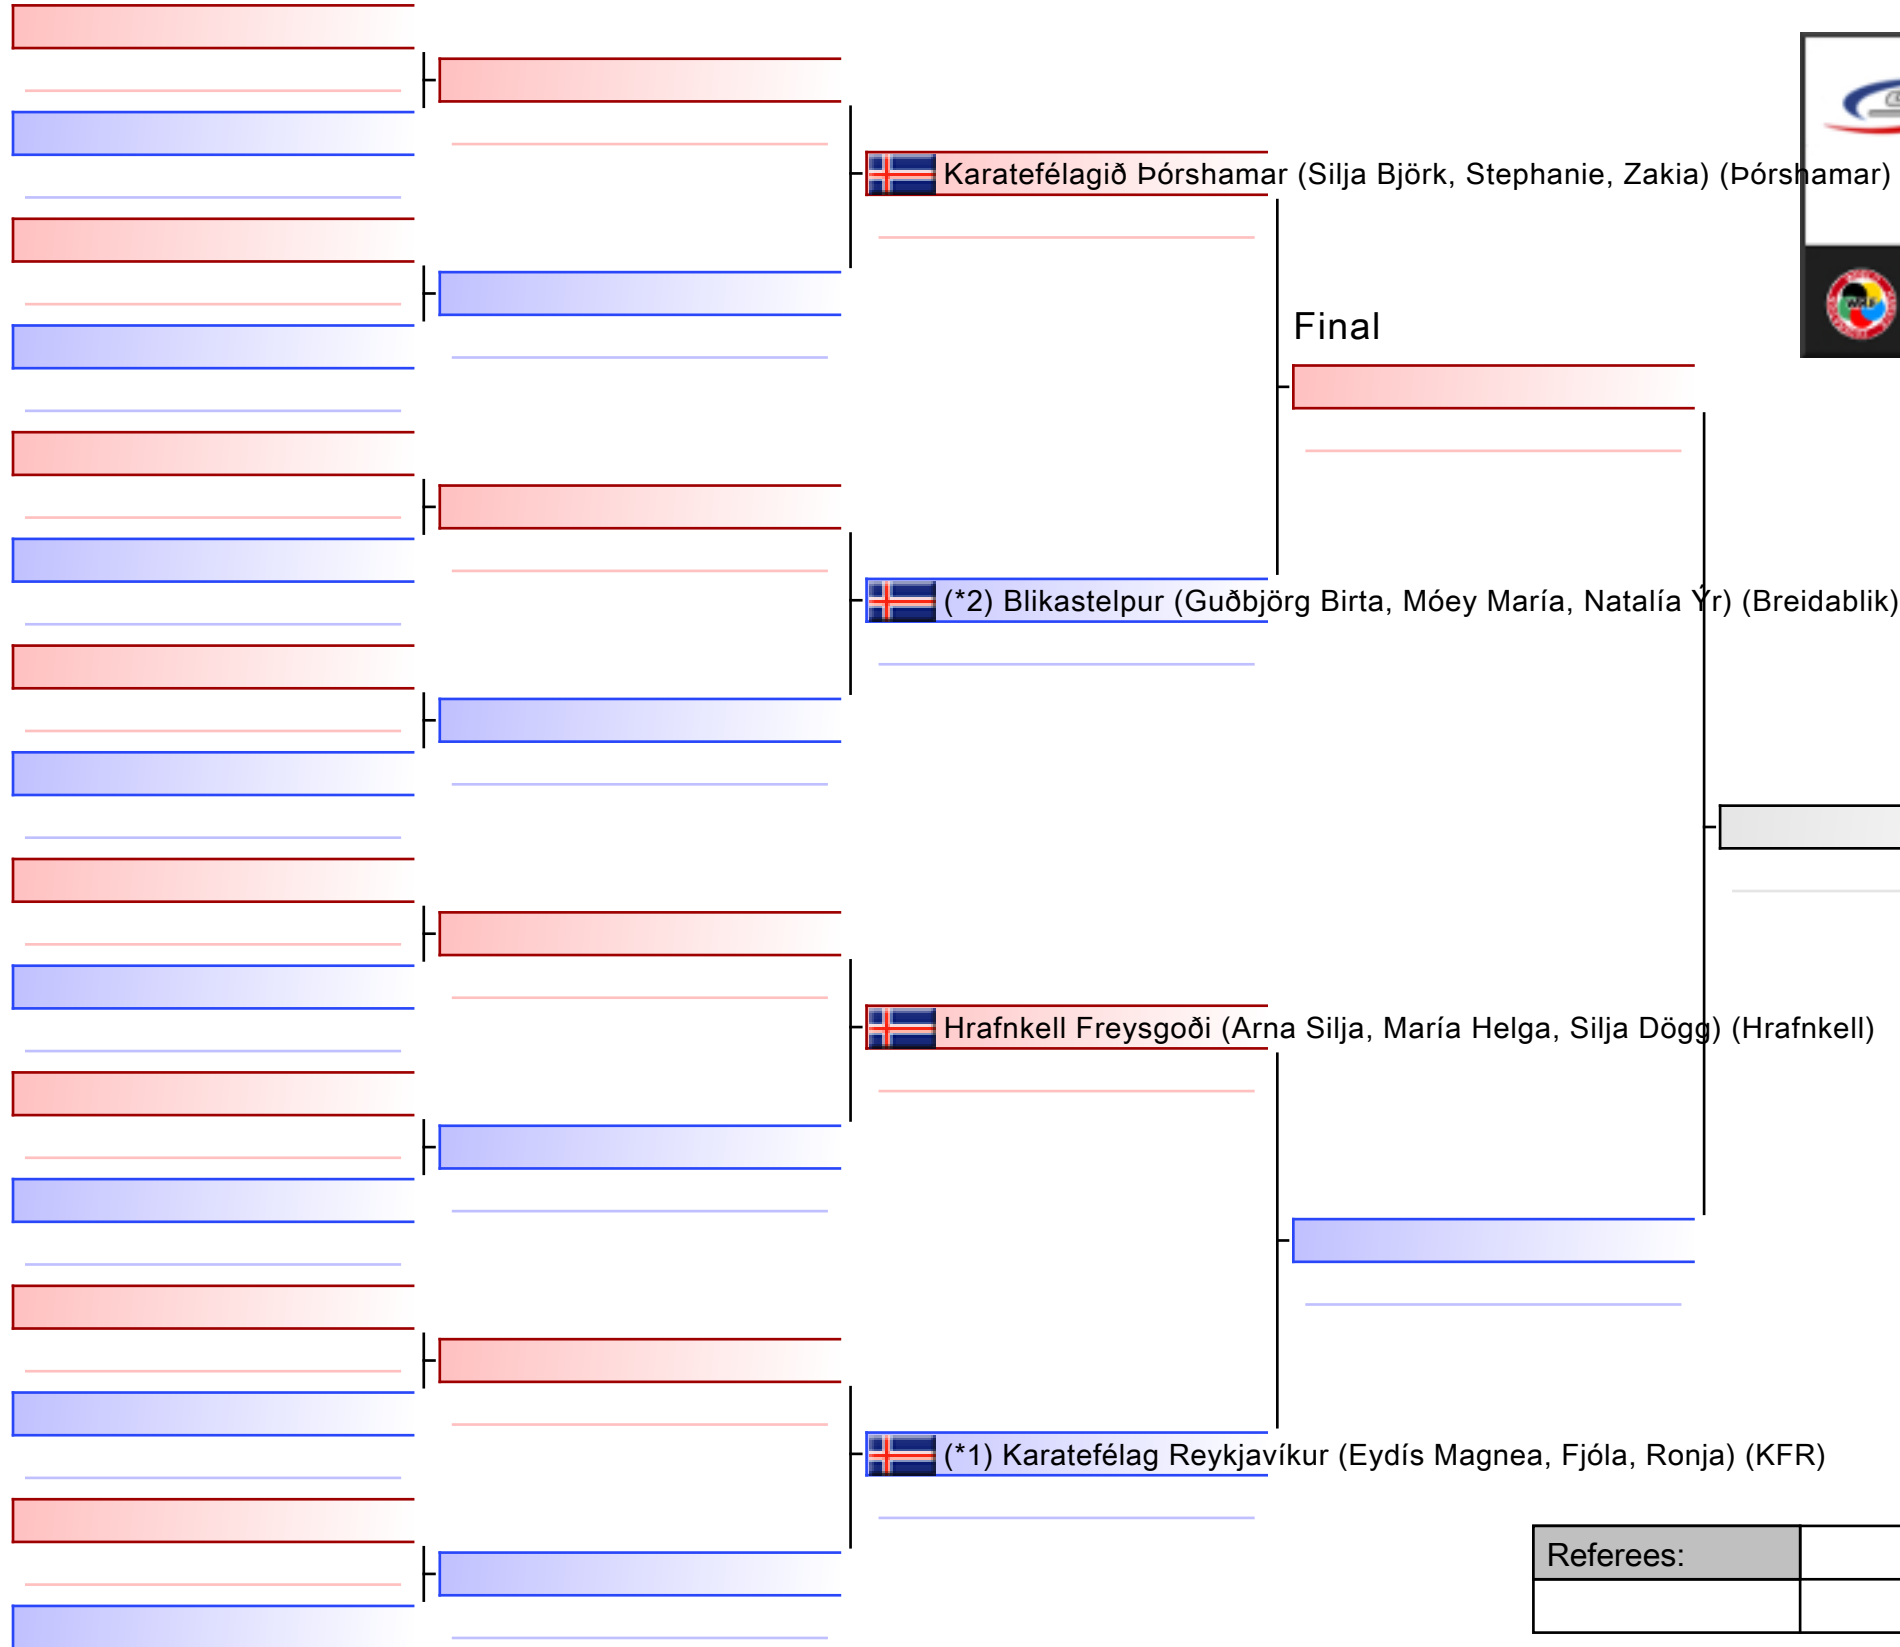 Karatefélagið Þórshamar (Silja Björk, Stephanie, Zakia) (Þórshamar)
Final
(*2) Blikastelpur (Guðbjörg Birta, Móey María, Natalía Ýr) (Breidablik)
Hrafnkell Freysgoði (Arna Silja, María Helga, Silja Dögg) (Hrafnkell)
(*1) Karatefélag Reykjavíkur (Eydís Magnea, Fjóla, Ronja) (KFR)
Referees: